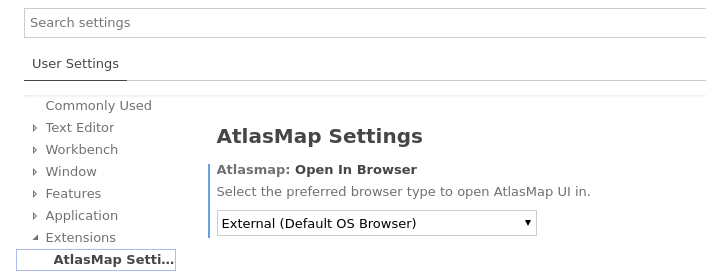 Search settings
User Settings
Commonly Used
Text Editor
Workbench
Window
Features
Application
Extensions
AtlasMap Setti...
AtlasMap Settings
Atlasmap: Open In Browser
Select the preferred browser type to open AtlasMap UI in.
External (Default OS Browser)